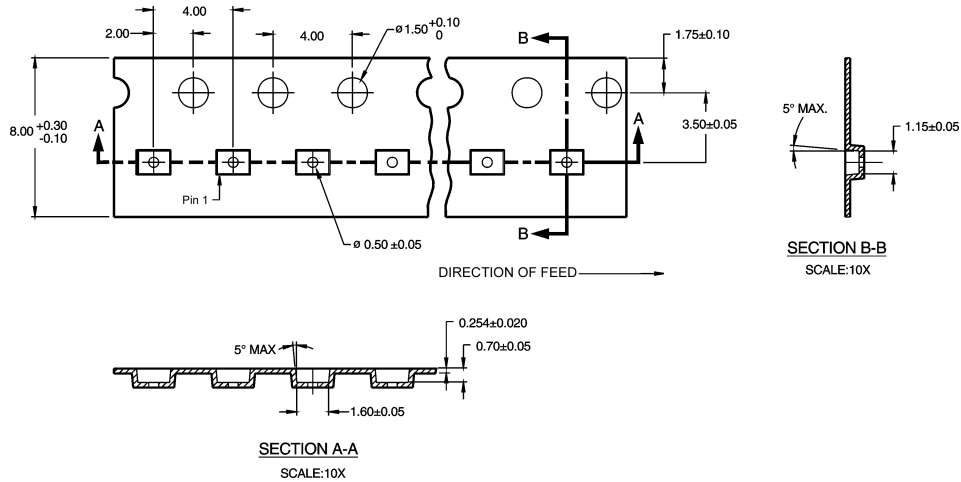 4.00
2.00
4.00
ø 1.50 +0.10
0
B
1.75±0.10
8.00 +0.30
-0.10
A
A
3.50±0.05
5° MAX.
1.15±0.05
Pin 1
ø 0.50 ±0.05
B
SECTION B-B
SCALE:10X
DIRECTION OF FEED
0.254±0.020
5° MAX
0.70±0.05
1.60±0.05
SECTION A-A
SCALE:10X